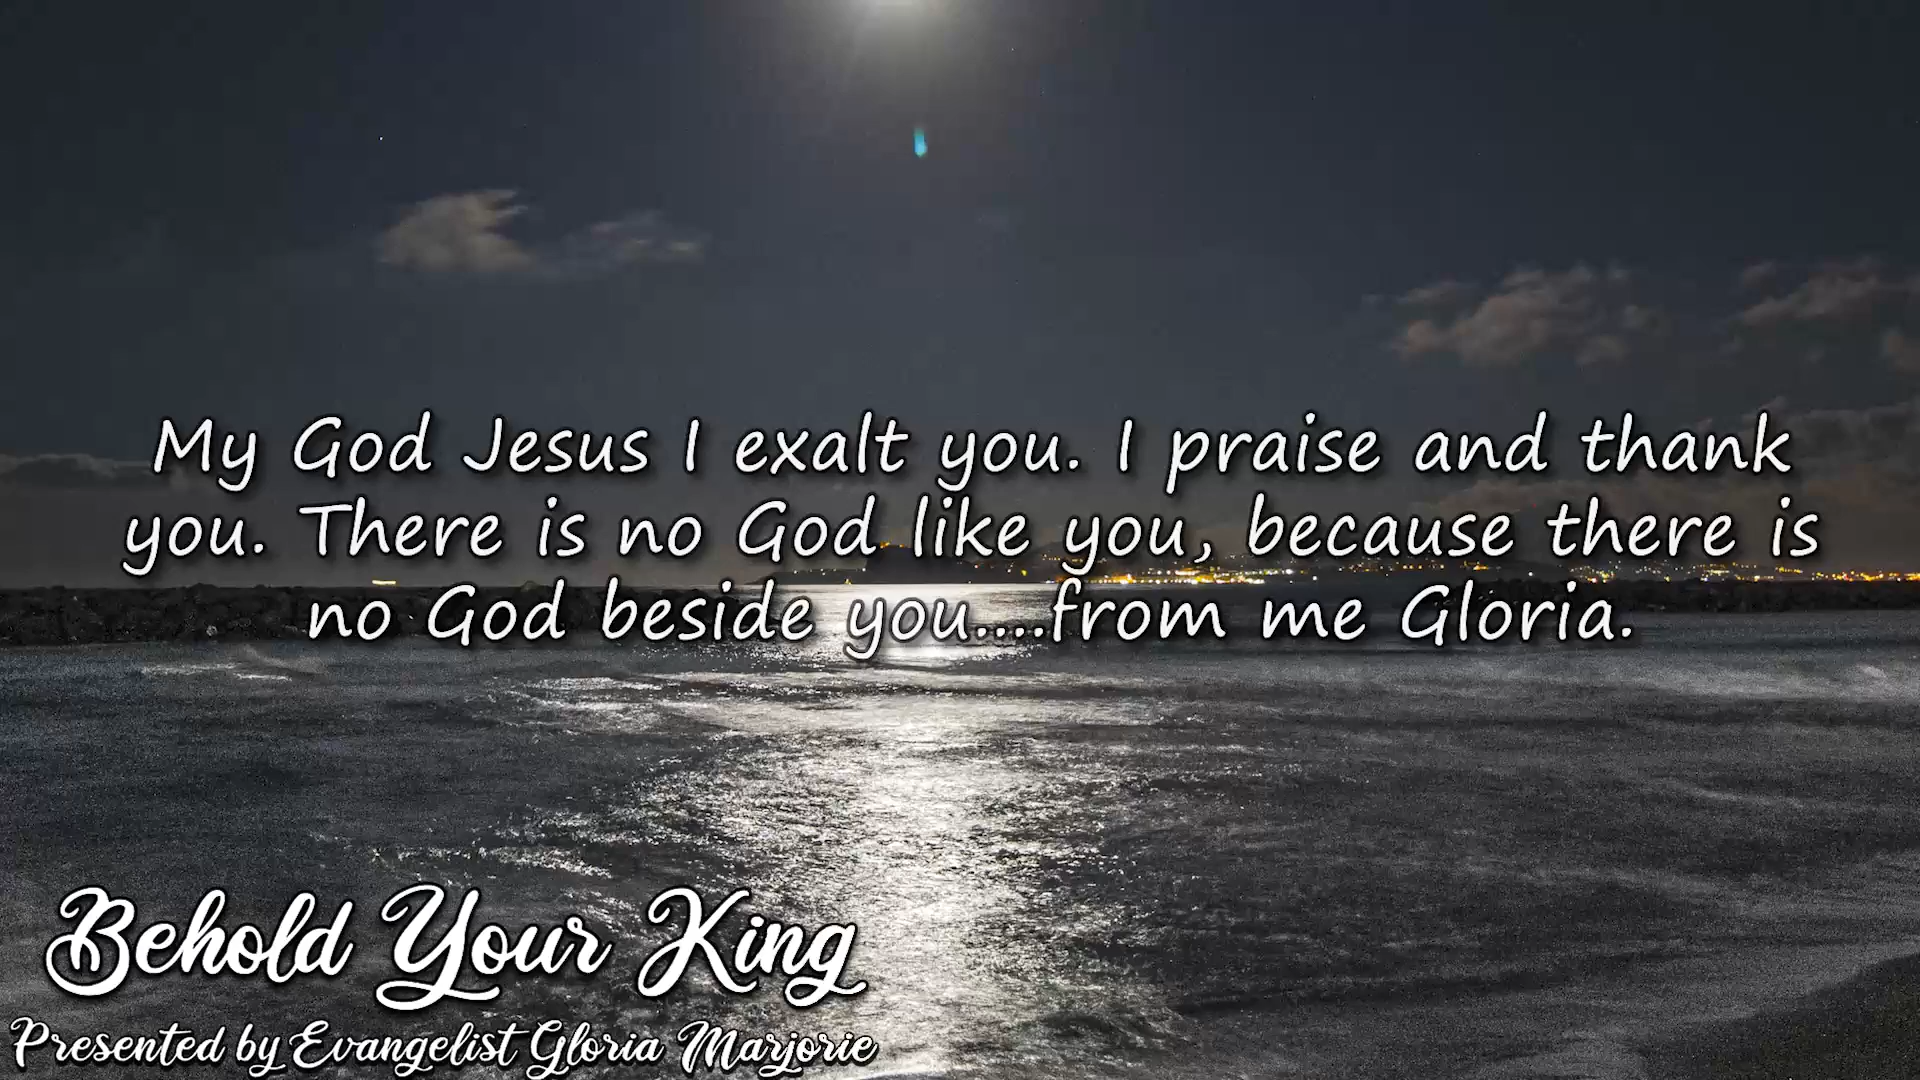 My God Jesus I exalt you. I praise and thank
you. There is no God like you, because there is
no God beside you....from me Gloria.
Behold Your King
Presented by Evangelist Gloria Marjorie